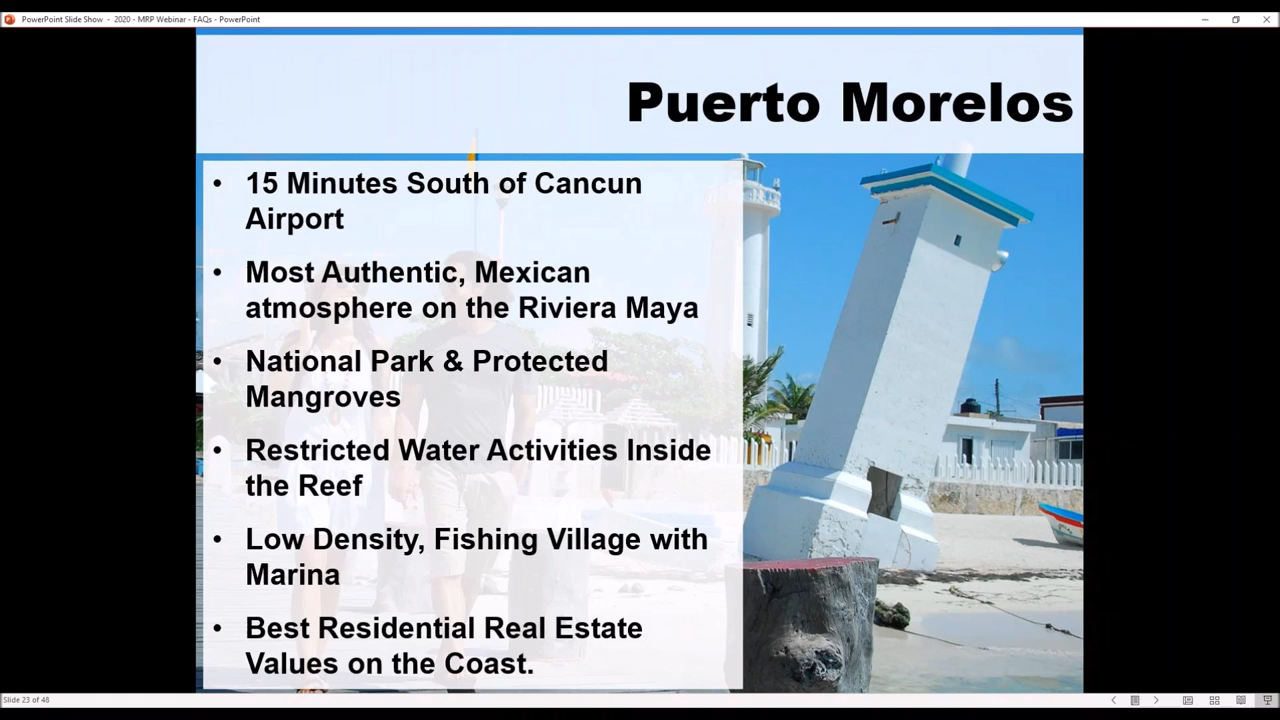 PowerPoint Slide Show - 2020 - MRP Webinar - FAQs - PowerPoint
Puerto Morelos
• 15 Minutes South of Cancun
Airport
• Most Authentic, Mexican
atmosphere on the Riviera Maya
• National Park & Protected
Mangroves
• Restricted Water Activities Inside
the Reef
• Low Density, Fishing Village with
Marina
• Best Residential Real Estate
Values on the Coast.
Slide 23 of 48